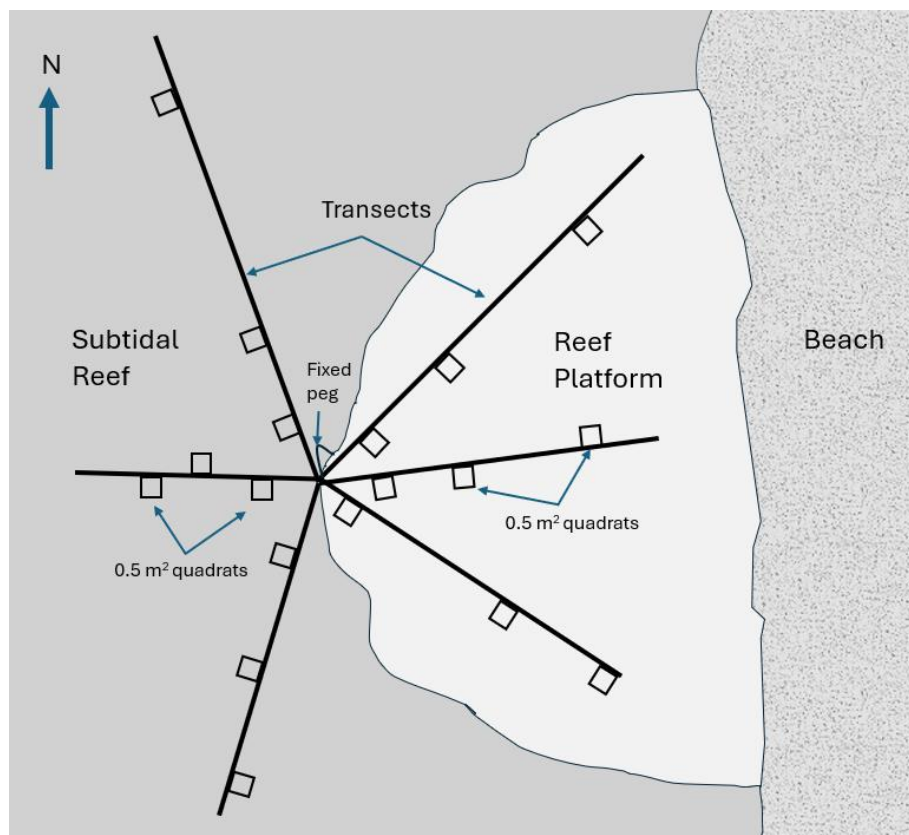 N
Transects
Subtidal
Reef
Fixed
peg
Reef
Platform
Beach
0.5 m² quadrats
0.5 m² quadrats